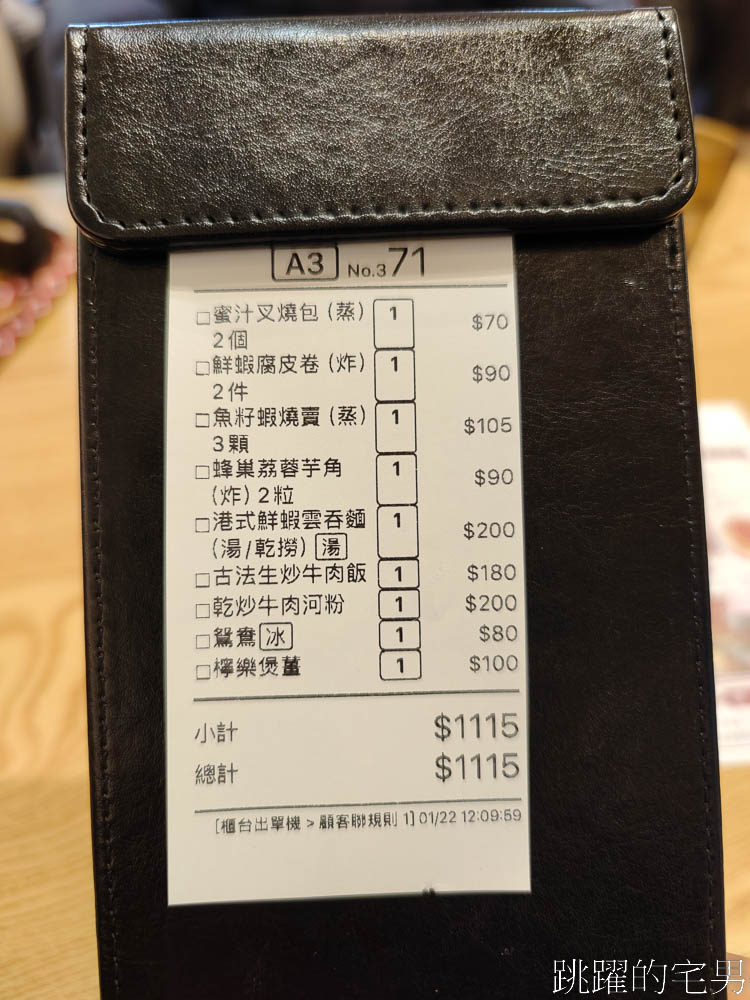 A3 No.3 71
□蜜汁叉燒包(蒸) 1 $70
2個
□鮮蝦腐皮卷(炸) 1 $90
2件
□魚籽蝦燒賣(蒸) 1 $105
3顆
□蜂巢荔蓉芋角 1 $90
(炸)2粒
□港式鮮蝦雲吞麵 1 $200
(湯/乾撈) 湯
□古法生炒牛肉飯 1 $180
□乾炒牛肉河粉 1 $200
□鴛鴦 冰 1 $80
□檸樂煲薑 1 $100
小計 $1115
總計 $1115
[櫃台出單機 > 顧客聯規則 1] 01/22 12:09:59
跳躍的宅男